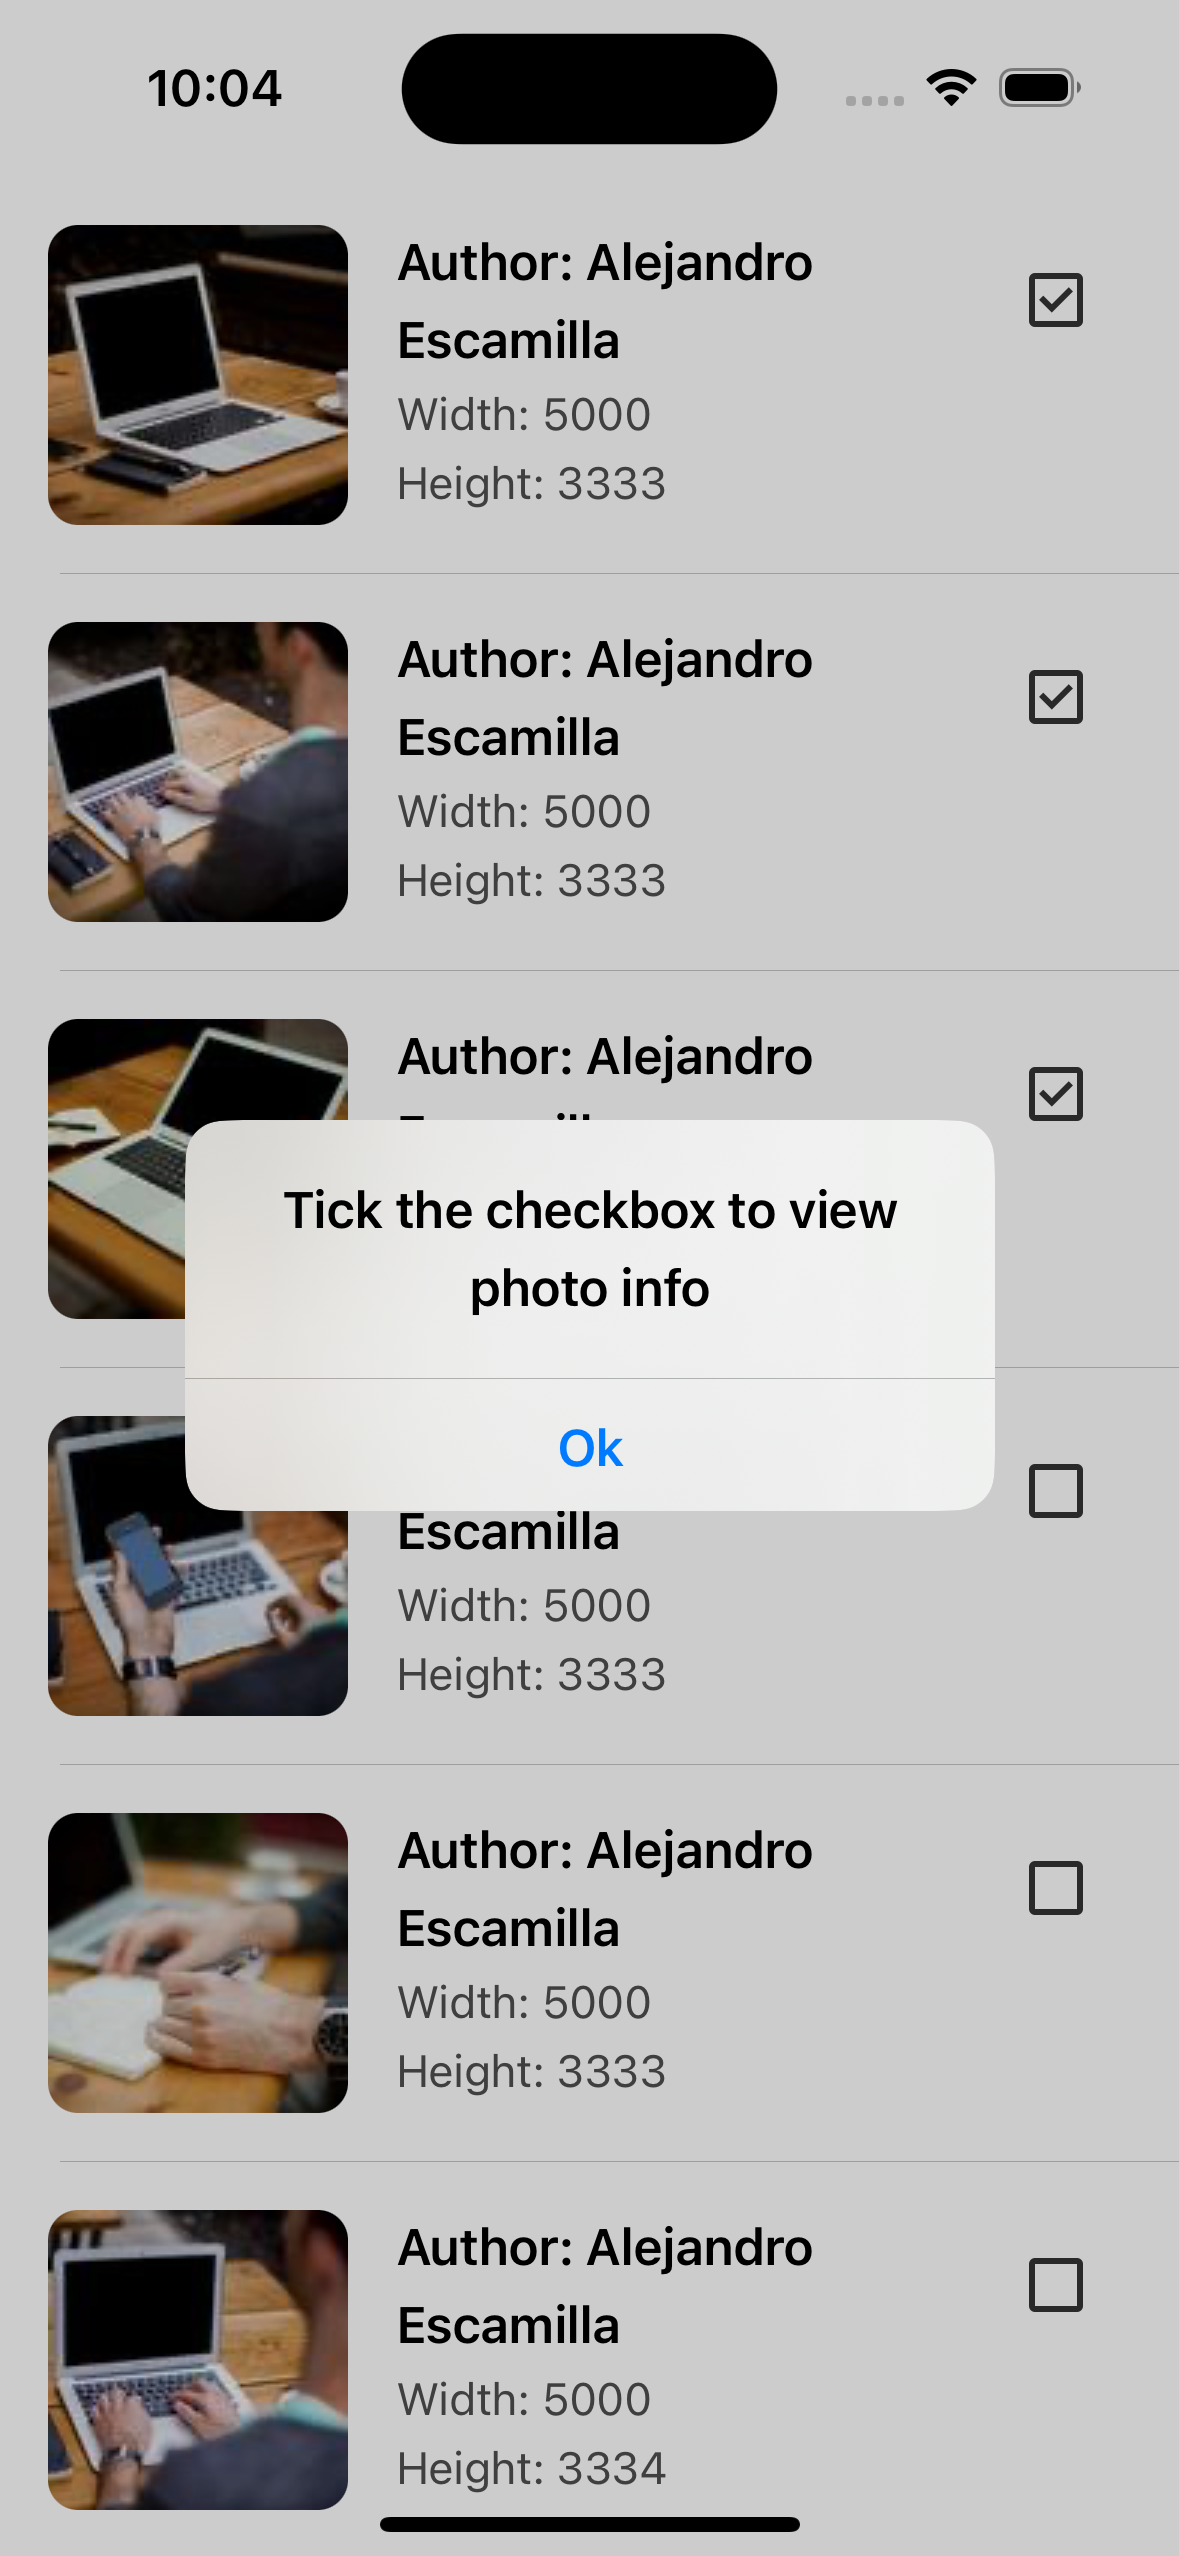 10:04
Author: Alejandro
Escamilla
Width: 5000
Height: 3333
Author: Alejandro
Escamilla
Width: 5000
Height: 3333
Author: Alejandro
Tick the checkbox to view
photo info
Ok
Escamilla
Width: 5000
Height: 3333
Author: Alejandro
Escamilla
Width: 5000
Height: 3333
Author: Alejandro
Escamilla
Width: 5000
Height: 3334